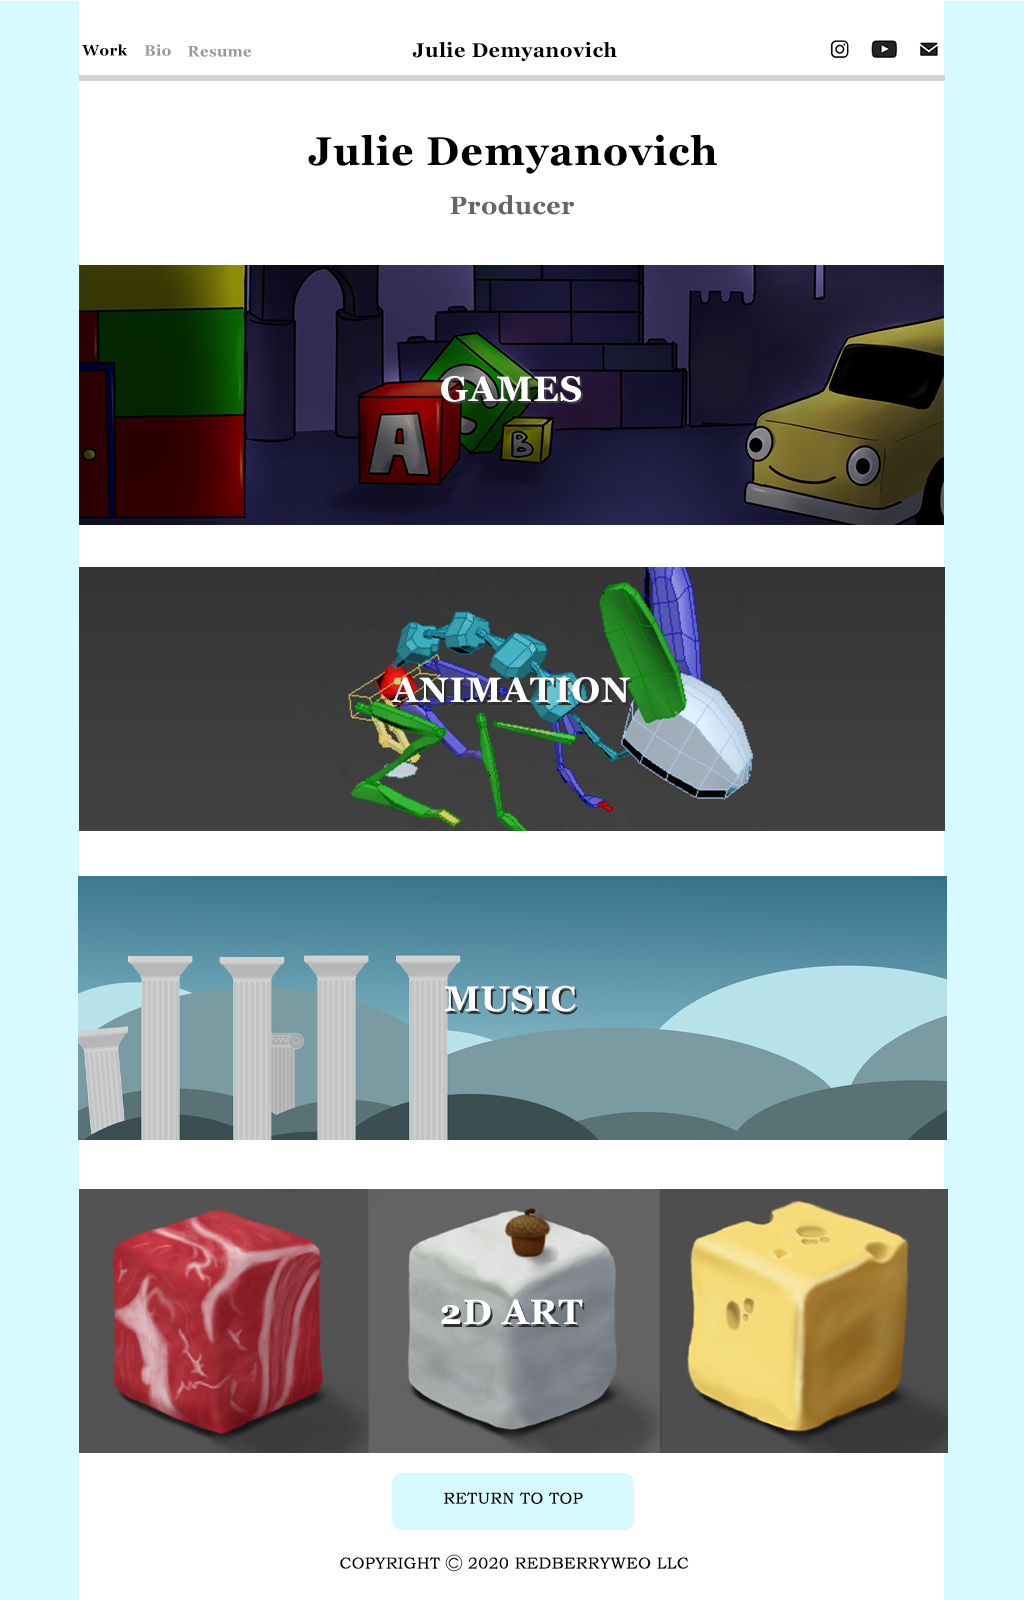 Work Bio Resume Julie Demyanovich
Julie Demyanovich
Producer
GAMES
A
B
ANIMATION
MUSIC
2D ART
RETURN TO TOP
COPYRIGHT © 2020 REDBERRYWEO LLC